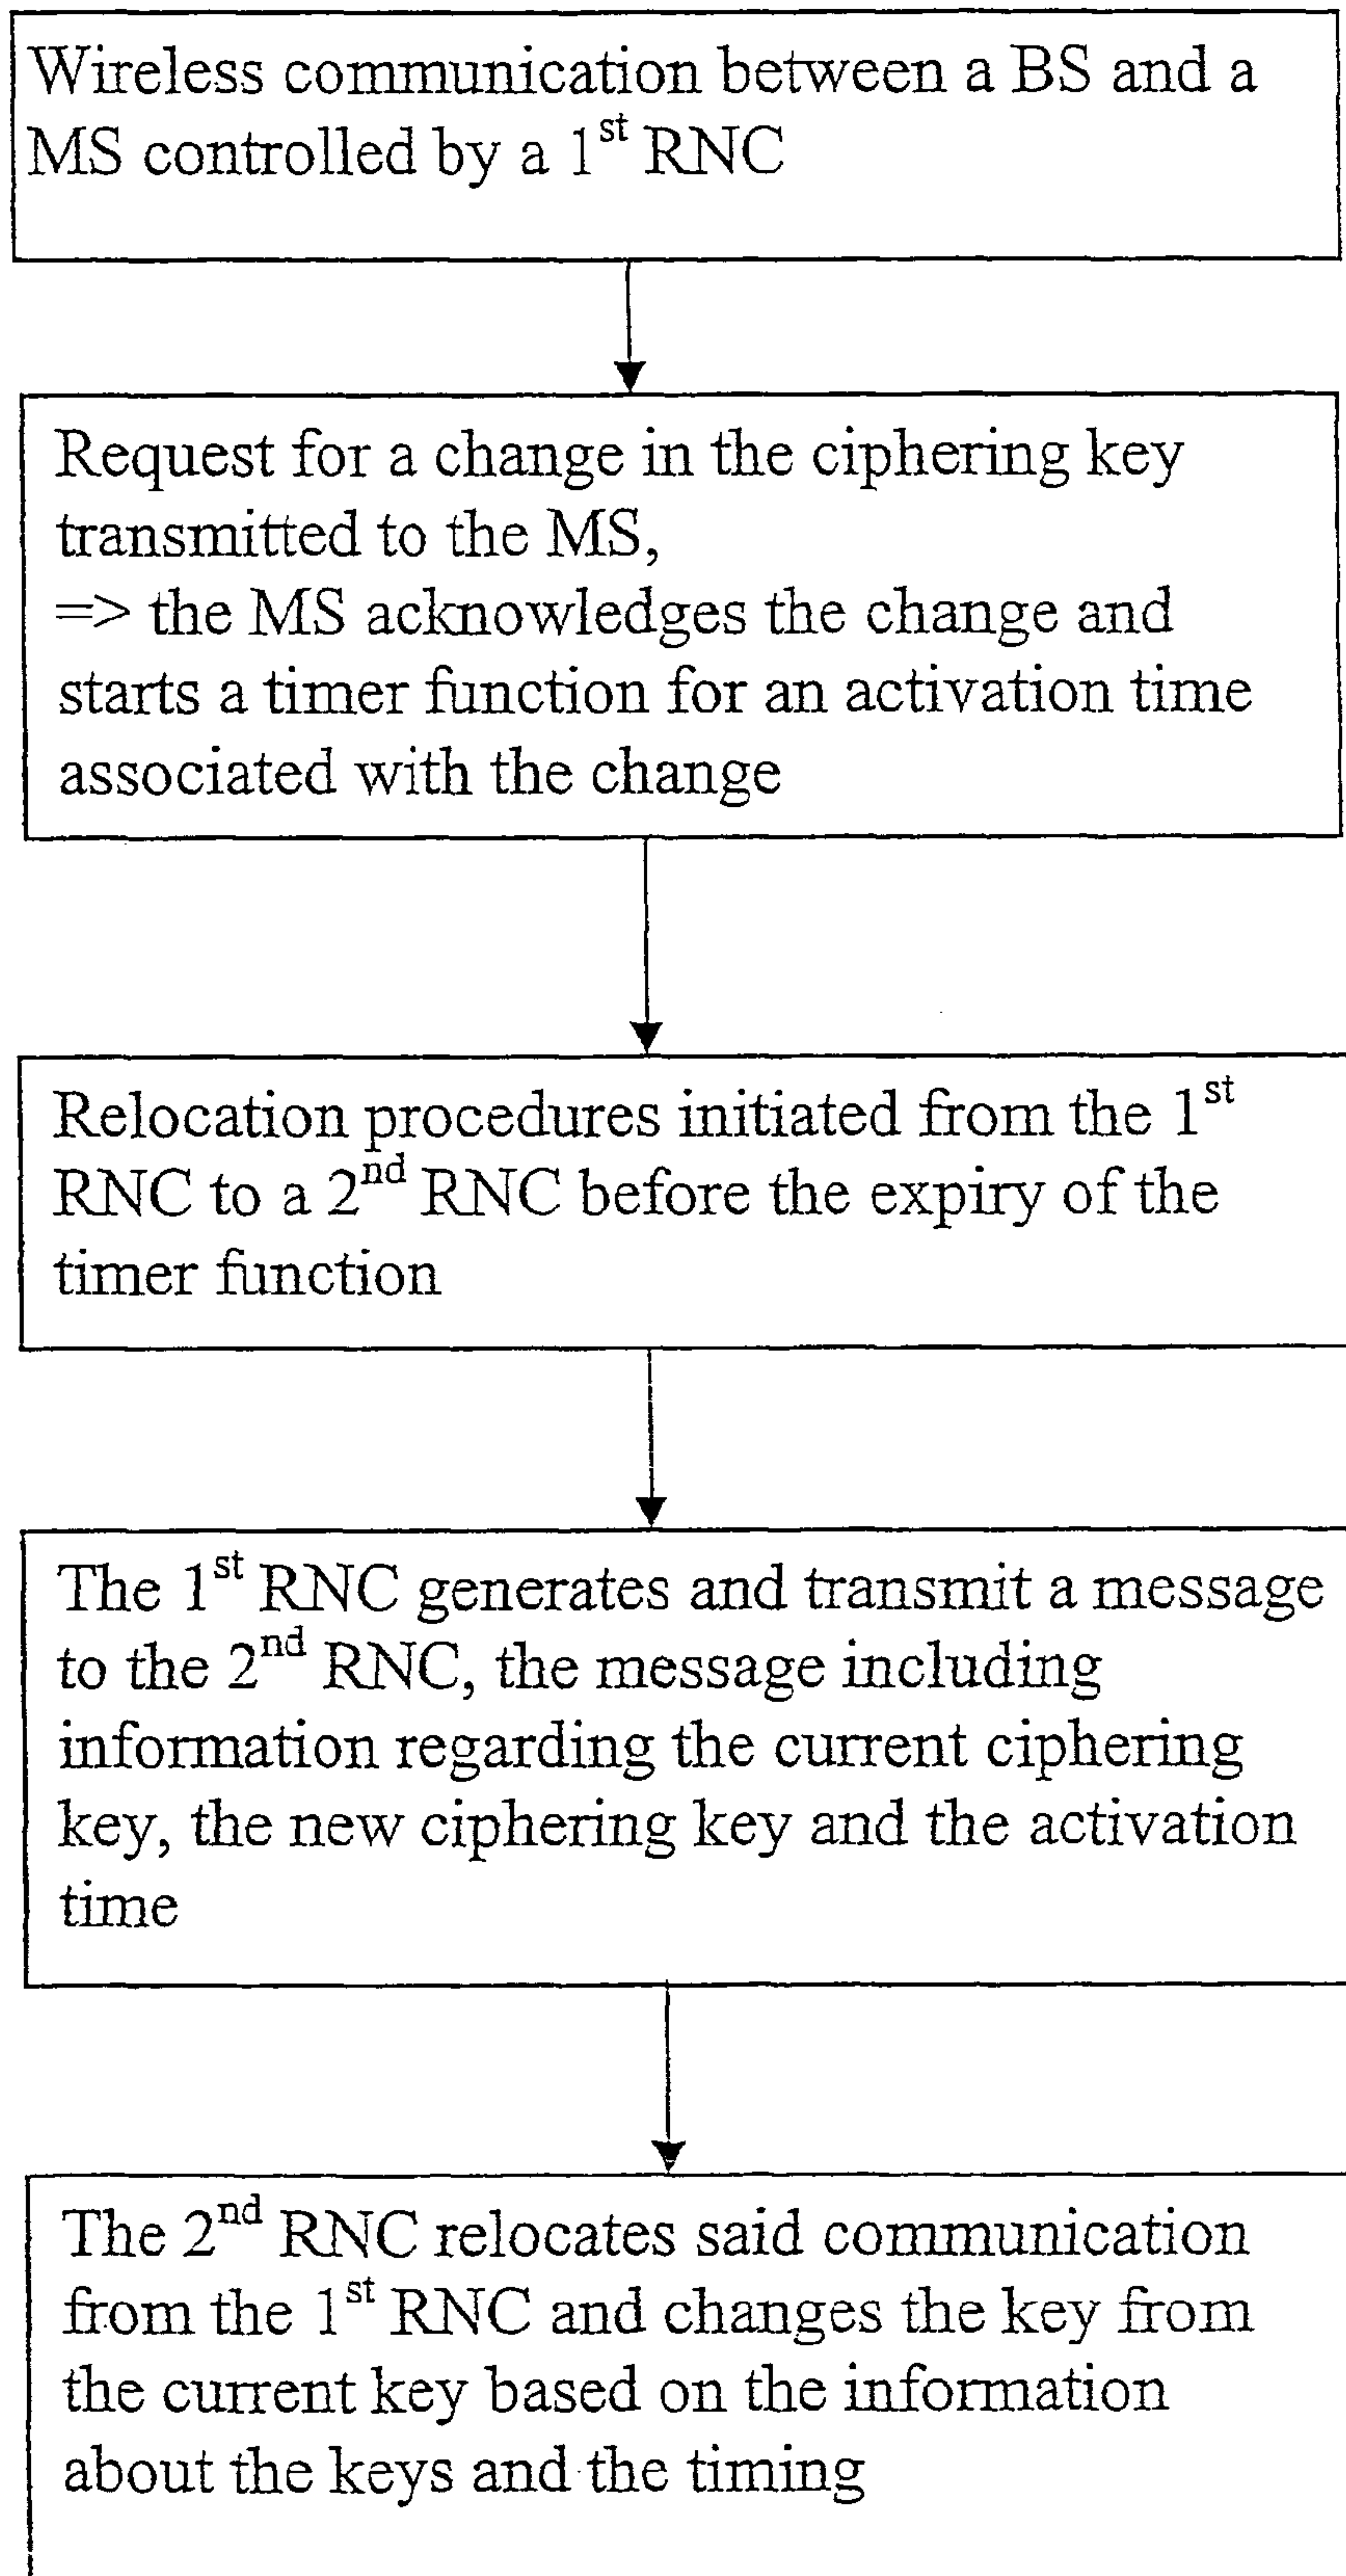 Wireless communication between a BS and a
MS controlled by a 1st RNC
Request for a change in the ciphering key
transmitted to the MS,
=> the MS acknowledges the change and
starts a timer function for an activation time
associated with the change
Relocation procedures initiated from the 1st
RNC to a 2nd RNC before the expiry of the
timer function
The 1st RNC generates and transmit a message
to the 2nd RNC, the message including
information regarding the current ciphering
key, the new ciphering key and the activation
time
The 2nd RNC relocates said communication
from the 1st RNC and changes the key from
the current key based on the information
about the keys and the timing